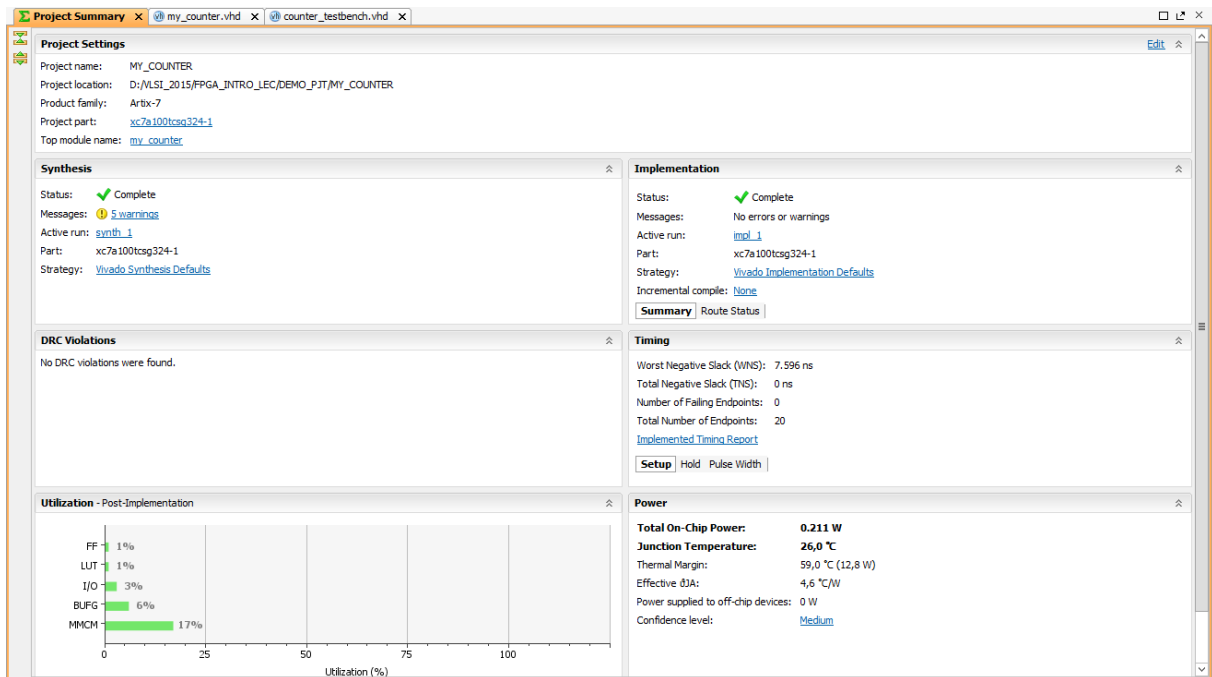 Project Summary
my_counter.vhd
counter_testbench.vhd
Project Settings
Edit
Project name: MY_COUNTER
Project location: D:/VLSI_2015/FPGA_INTRO_LEC/DEMO_PJT/MY_COUNTER
Product family: Artix-7
Project part: xc7a100tcsg324-1
Top module name: my_counter
Synthesis
Status: Complete
Messages: 5 warnings
Active run: synth_1
Part: xc7a100tcsg324-1
Strategy: Vivado Synthesis Defaults
Implementation
Status: Complete
Messages: No errors or warnings
Active run: impl_1
Part: xc7a100tcsg324-1
Strategy: Vivado Implementation Defaults
Incremental compile: None
Summary Route Status
DRC Violations
No DRC violations were found.
Timing
Worst Negative Slack (WNS): 7.596 ns
Total Negative Slack (TNS): 0 ns
Number of Failing Endpoints: 0
Total Number of Endpoints: 20
Implemented Timing Report
Setup Hold Pulse Width
Utilization - Post-Implementation
FF 1%
LUT 1%
I/O 3%
BUFG 6%
MMCM 17%
0 25 50 75 100
Utilization (%)
Power
Total On-Chip Power: 0.211 W
Junction Temperature: 26,0 °C
Thermal Margin: 59,0 °C (12,8 W)
Effective ϑJA: 4,6 °C/W
Power supplied to off-chip devices: 0 W
Confidence level: Medium